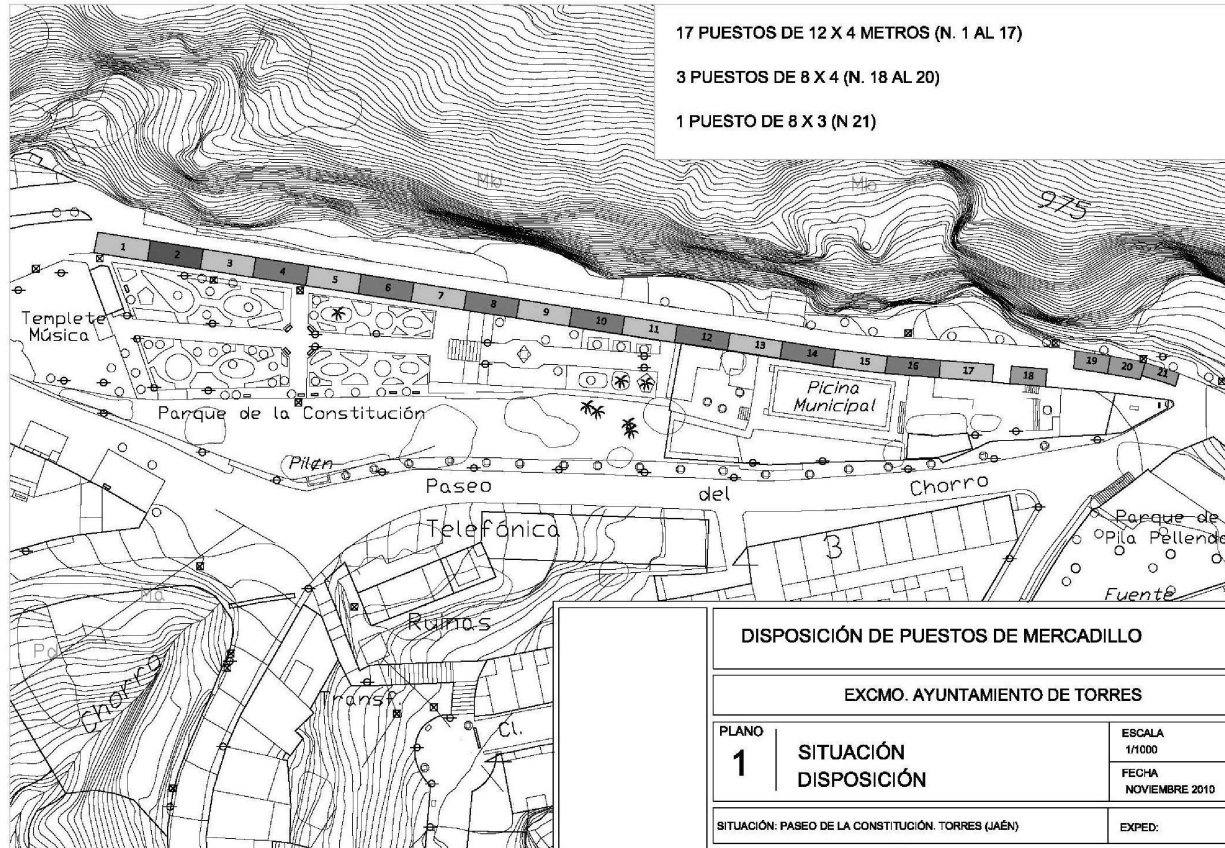 17 PUESTOS DE 12 X 4 METROS (N. 1 AL 17)
3 PUESTOS DE 8 X 4 (N. 18 AL 20)
1 PUESTO DE 8 X 3 (N 21)
Mb
Mb
975
1
2
3
4
5
6
7
8
9
10
11
12
13
14
15
16
17
18
19
20
21
Templete
Música
Picina
Municipal
Parque de la Constitución
Pilón
Paseo del Chorro
Telefónica
3
Parque de
Pila Pellende
Fuente
Ruinas
Chorro
Transf.
Cl.
DISPOSICIÓN DE PUESTOS DE MERCADILLO
EXCMO. AYUNTAMIENTO DE TORRES
PLANO
1
SITUACIÓN
DISPOSICIÓN
ESCALA
1/1000
FECHA
NOVIEMBRE 2010
SITUACIÓN: PASEO DE LA CONSTITUCIÓN. TORRES (JAÉN)
EXPED: